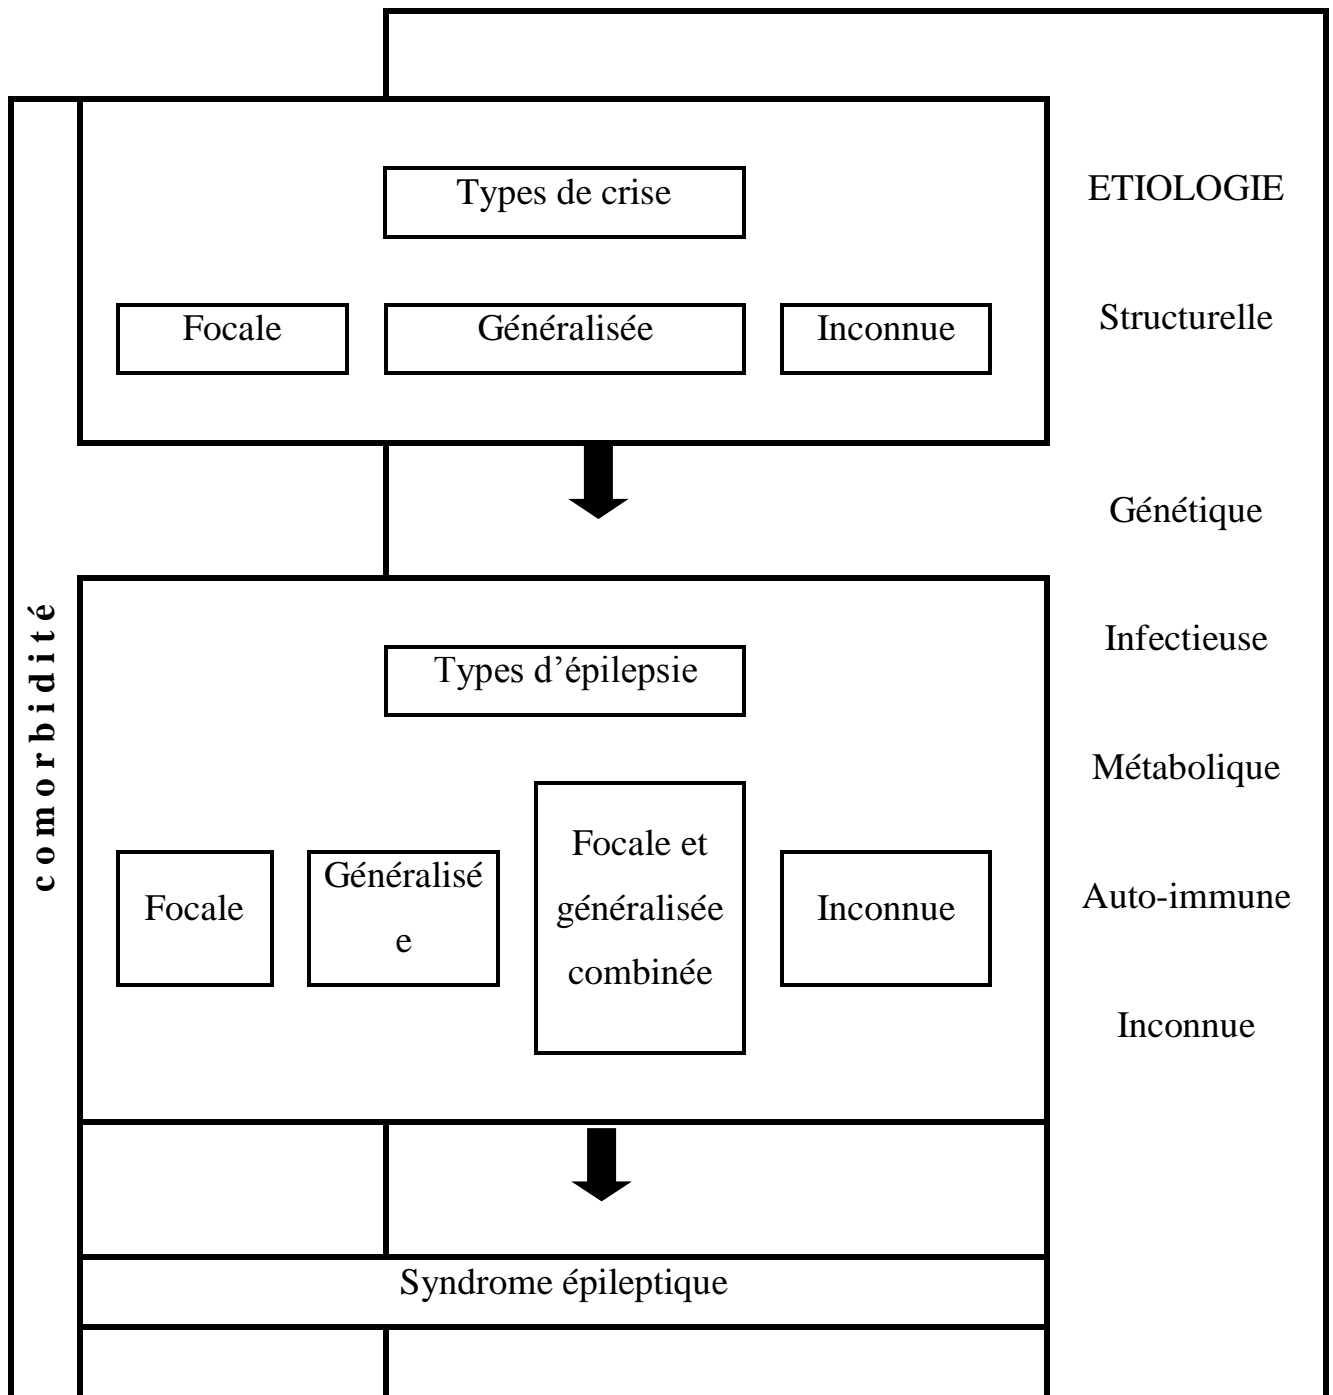 comorbidité
Types de crise
Focale
Généralisée
Inconnue
Types d’épilepsie
Focale
Généralisé
e
Focale et
généralisée
combinée
Inconnue
Syndrome épileptique
ETIOLOGIE
Structurelle
Génétique
Infectieuse
Métabolique
Auto-immune
Inconnue